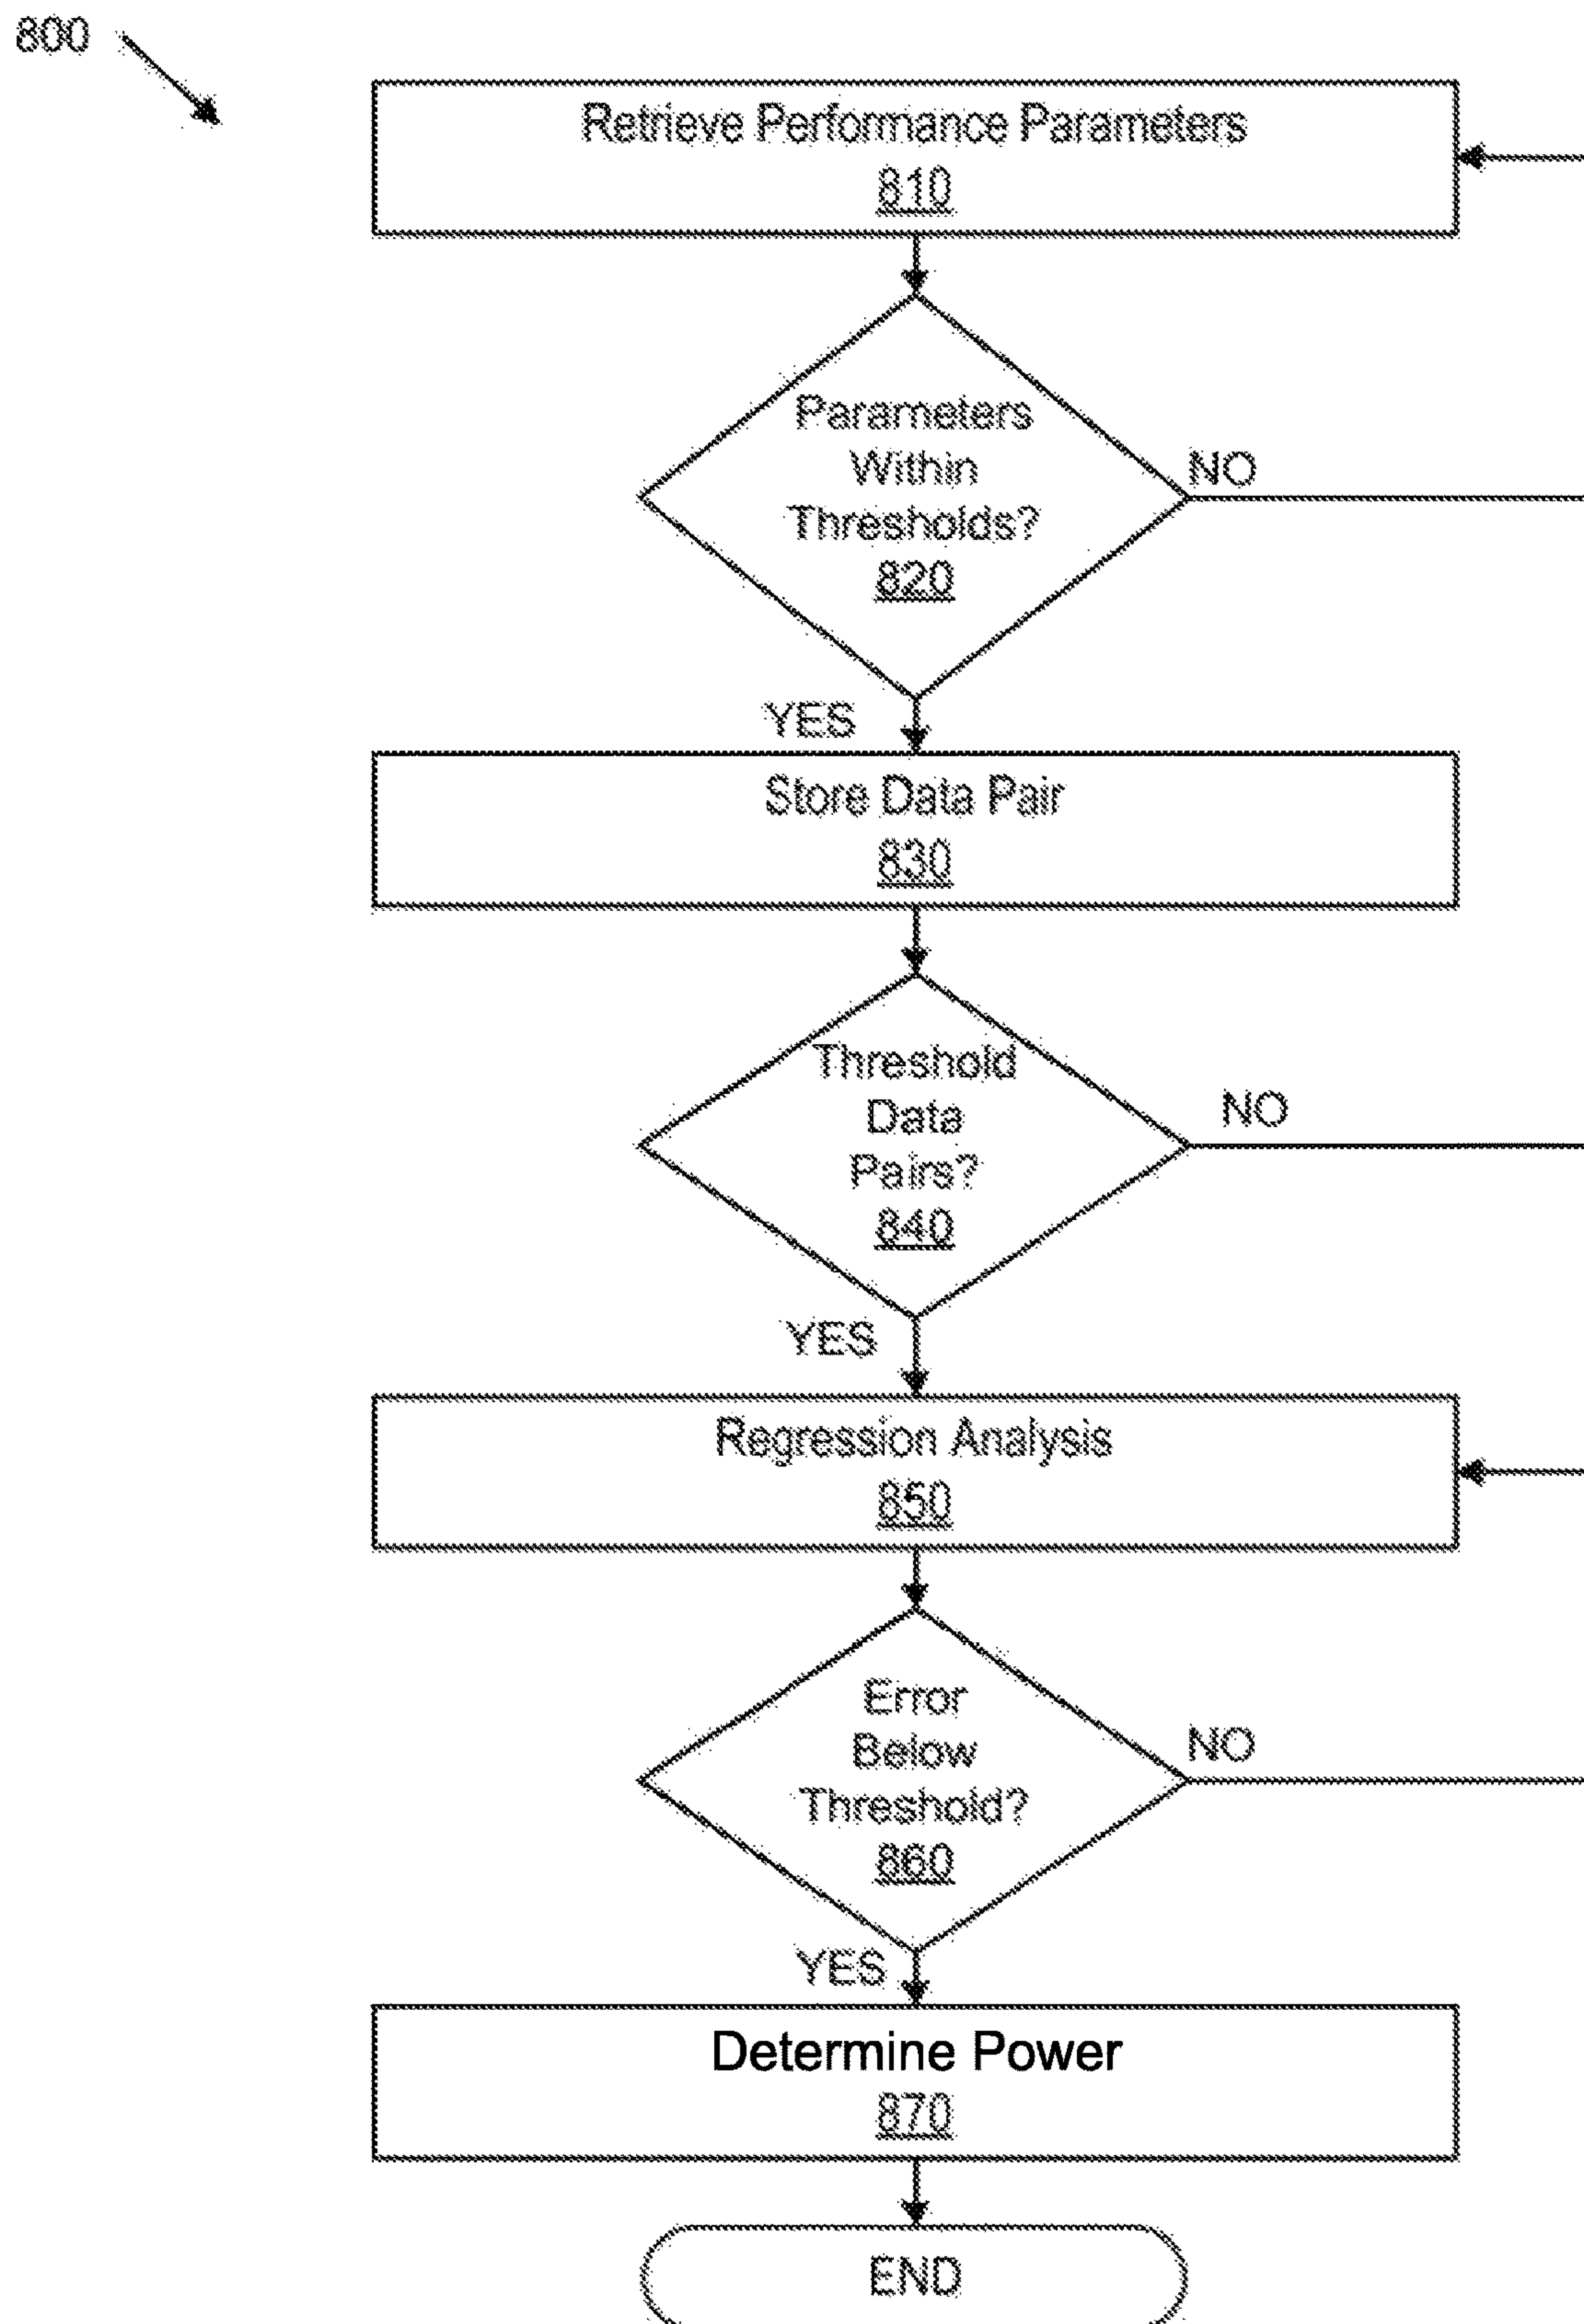 800
Retrieve Performance Parameters
810
Parameters
Within
Thresholds?
820
NO
YES
Store Data Pair
830
Threshold
Data
Pairs?
840
NO
YES
Regression Analysis
850
Error
Below
Threshold?
860
NO
YES
Determine Power
870
END